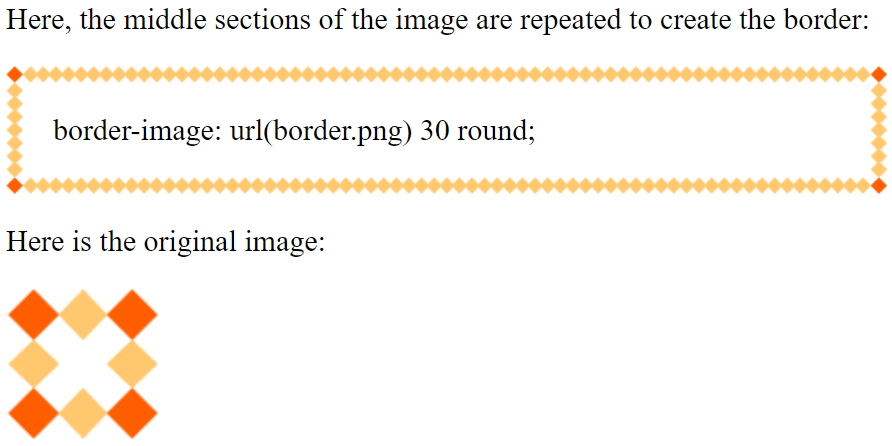 Here, the middle sections of the image are repeated to create the border:
border-image: url(border.png) 30 round;
Here is the original image: